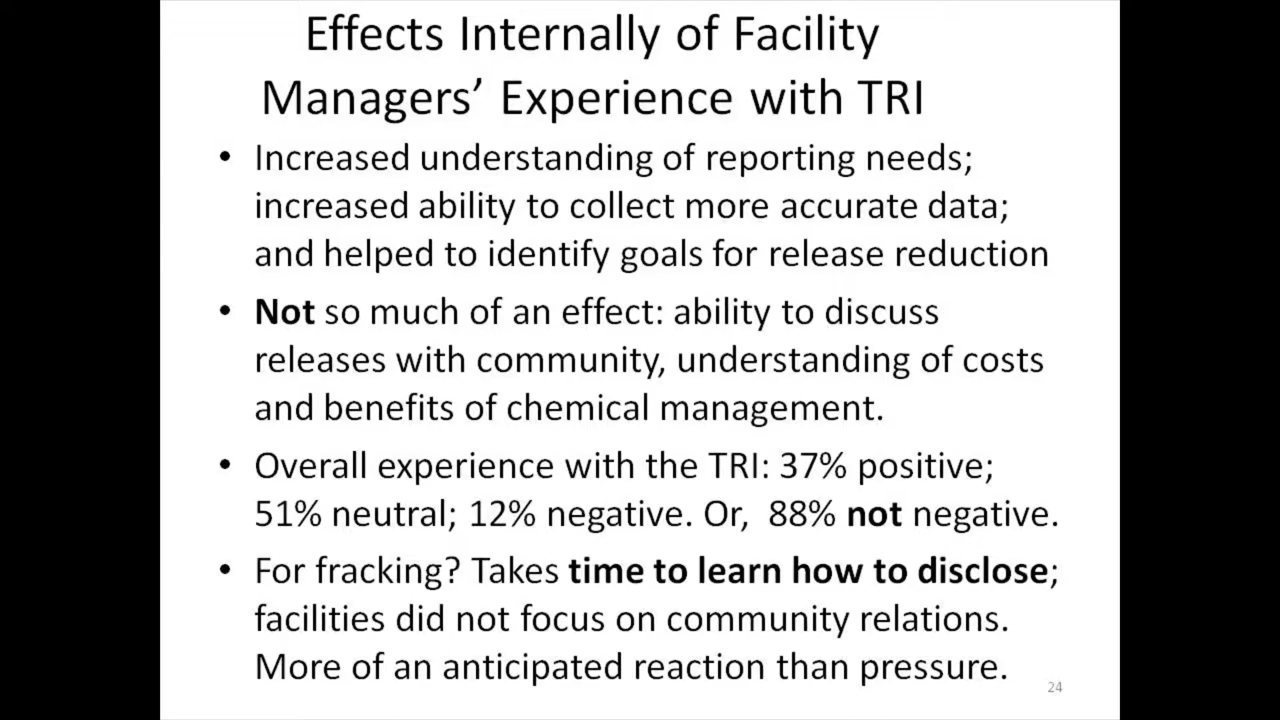 Effects Internally of Facility
Managers’ Experience with TRI
• Increased understanding of reporting needs;
increased ability to collect more accurate data;
and helped to identify goals for release reduction
• Not so much of an effect: ability to discuss
releases with community, understanding of costs
and benefits of chemical management.
• Overall experience with the TRI: 37% positive;
51% neutral; 12% negative. Or,  88% not negative.
• For fracking? Takes time to learn how to disclose;
facilities did not focus on community relations.
More of an anticipated reaction than pressure.
24